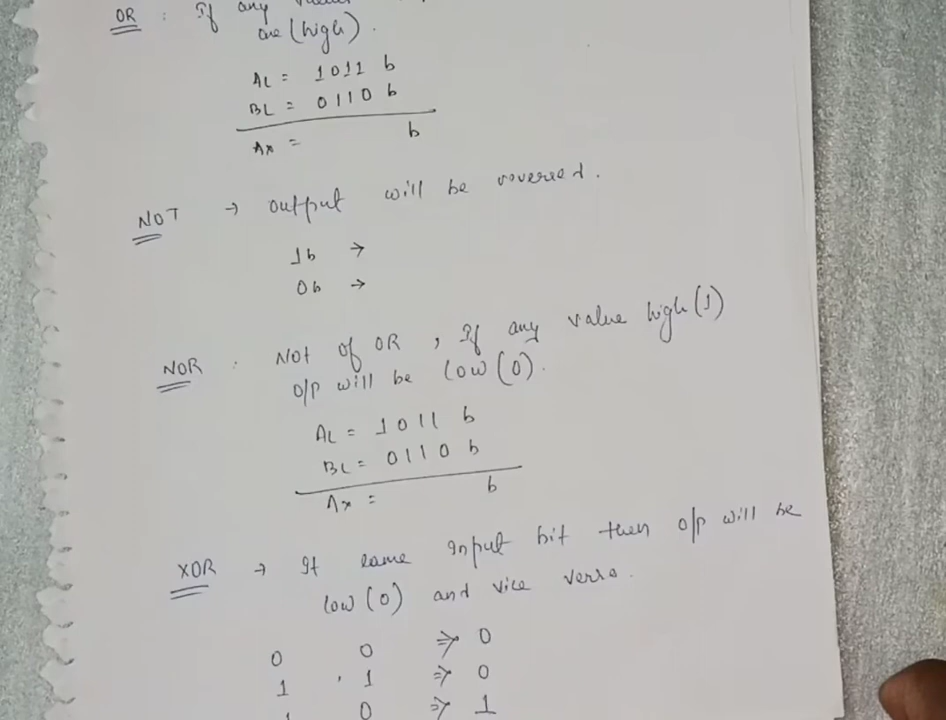 OR : If any
are (high).
AL = 1011 b
BL = 0110 b
Ax = b
NOT → output will be reversed.
1b →
0b →
NOR : Not of OR, If any value high(1)
o/p will be low (0).
AL = 1011 b
BL = 0110 b
Ax = b
XOR → If same input bit then o/p will be
low (0) and vice versa.
0 0 ⇒ 0
1 , 1 ⇒ 0
1 0 ⇒ 1